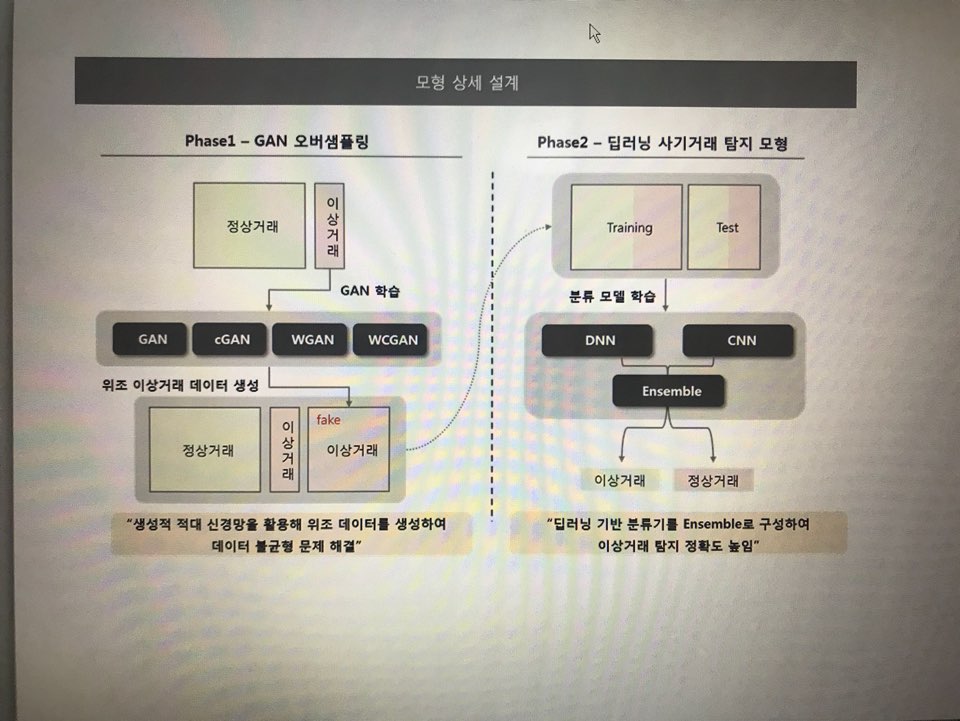 모형 상세 설계
Phase1 – GAN 오버샘플링
정상거래
이상거래
GAN 학습
GAN
cGAN
WGAN
WCGAN
위조 이상거래 데이터 생성
정상거래
이상거래
fake
이상거래
"생성적 적대 신경망을 활용해 위조 데이터를 생성하여
데이터 불균형 문제 해결"
Phase2 – 딥러닝 사기거래 탐지 모형
Training
Test
분류 모델 학습
DNN
CNN
Ensemble
이상거래
정상거래
"딥러닝 기반 분류기를 Ensemble로 구성하여
이상거래 탐지 정확도 높임"